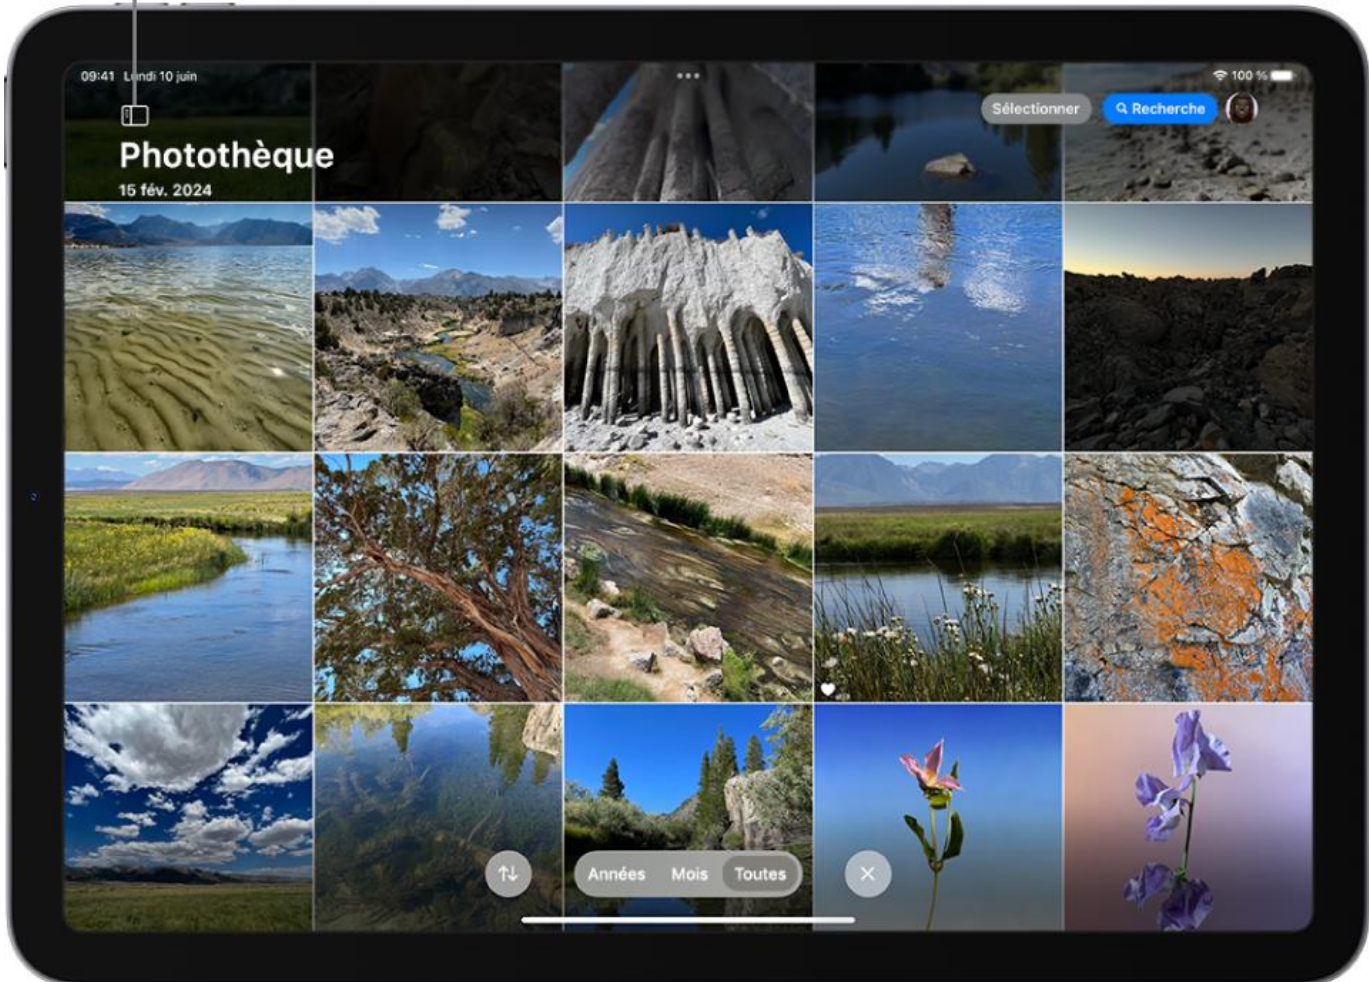 09:41 Lundi 10 juin
100 %
Sélectionner
Recherche
Photothèque
15 fév. 2024
Années
Mois
Toutes